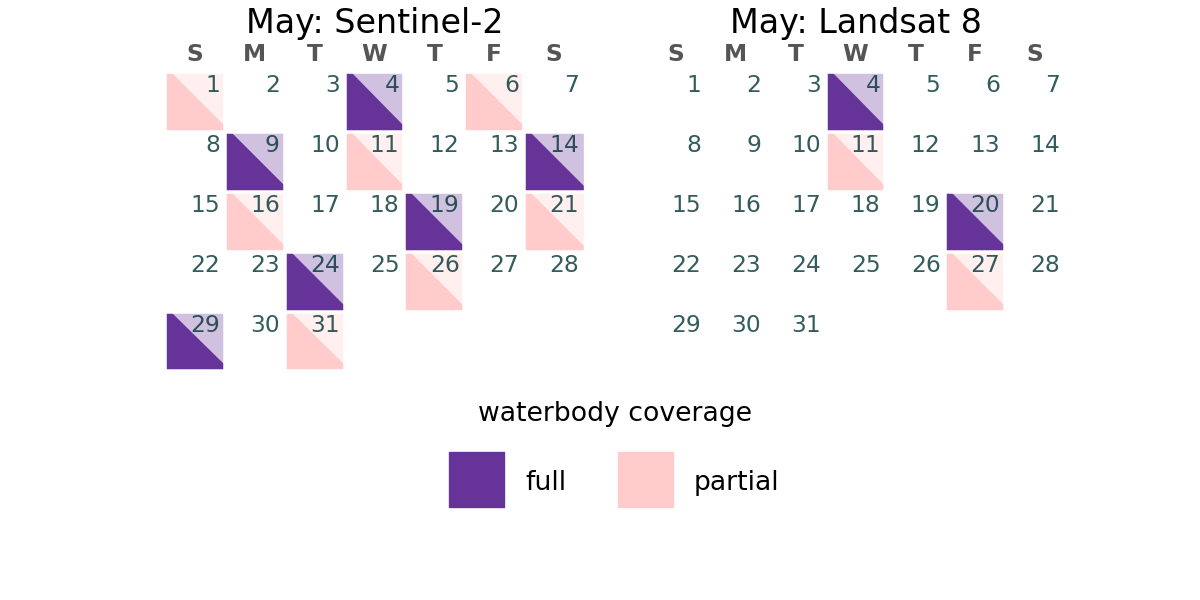 May: Sentinel-2
S M T W T F S
1 2 3 4 5 6 7
8 9 10 11 12 13 14
15 16 17 18 19 20 21
22 23 24 25 26 27 28
29 30 31
May: Landsat 8
S M T W T F S
1 2 3 4 5 6 7
8 9 10 11 12 13 14
15 16 17 18 19 20 21
22 23 24 25 26 27 28
29 30 31
waterbody coverage
full
partial